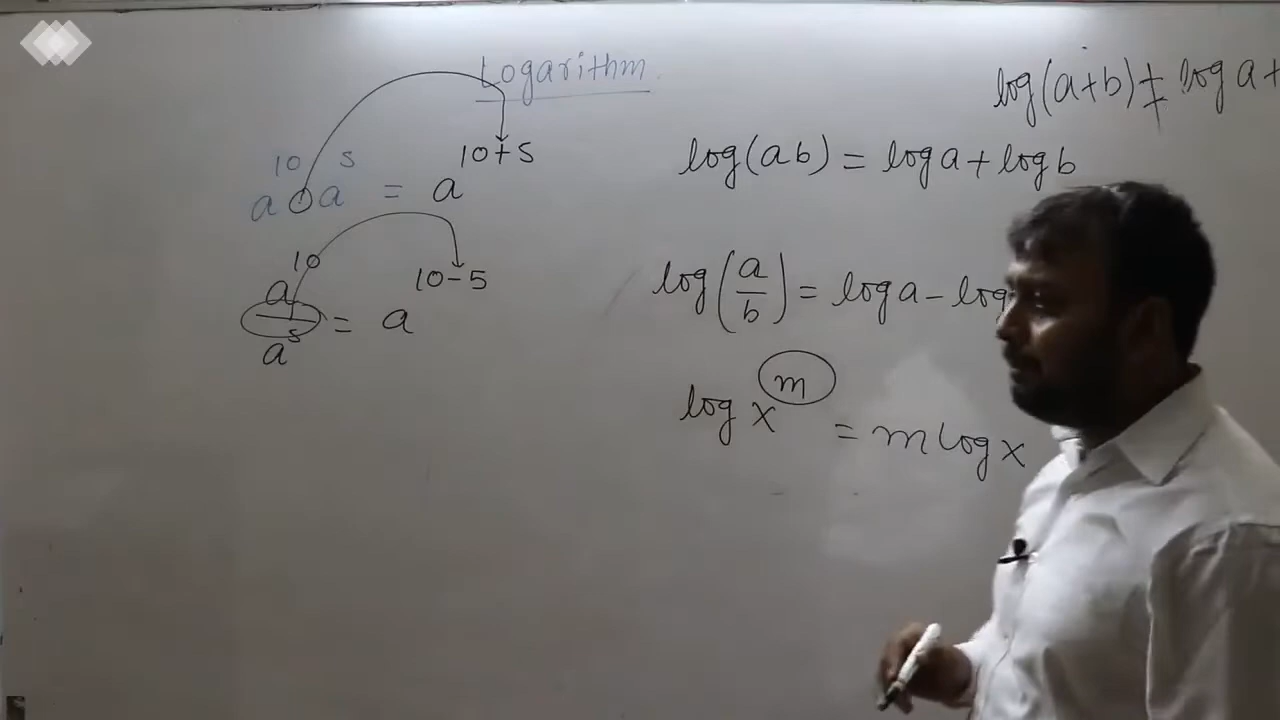 Logarithm
log(a+b) ≠ log a +
a^10 · a^5 = a^10+5
log(ab) = log a + log b
a^10 / a^5 = a^10-5
log(a/b) = log a - log
log x^m = m log x